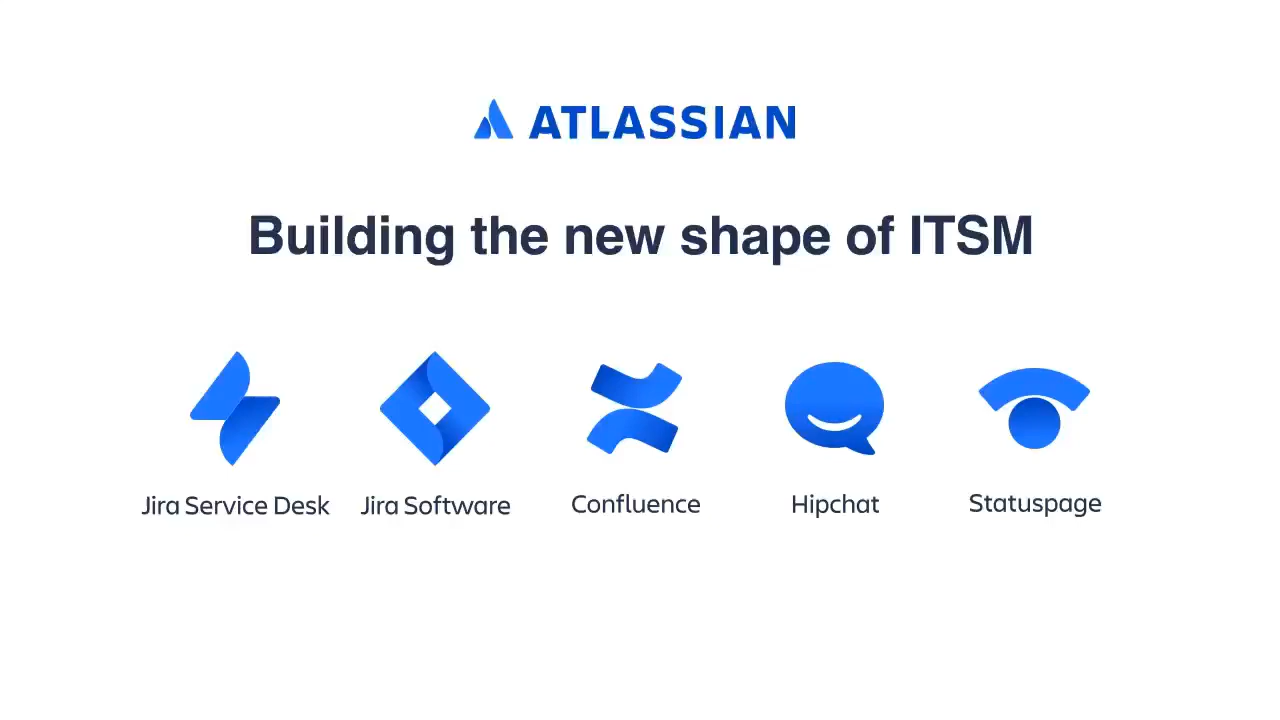 ATLASSIAN
Building the new shape of ITSM
Jira Service Desk
Jira Software
Confluence
Hipchat
Statuspage